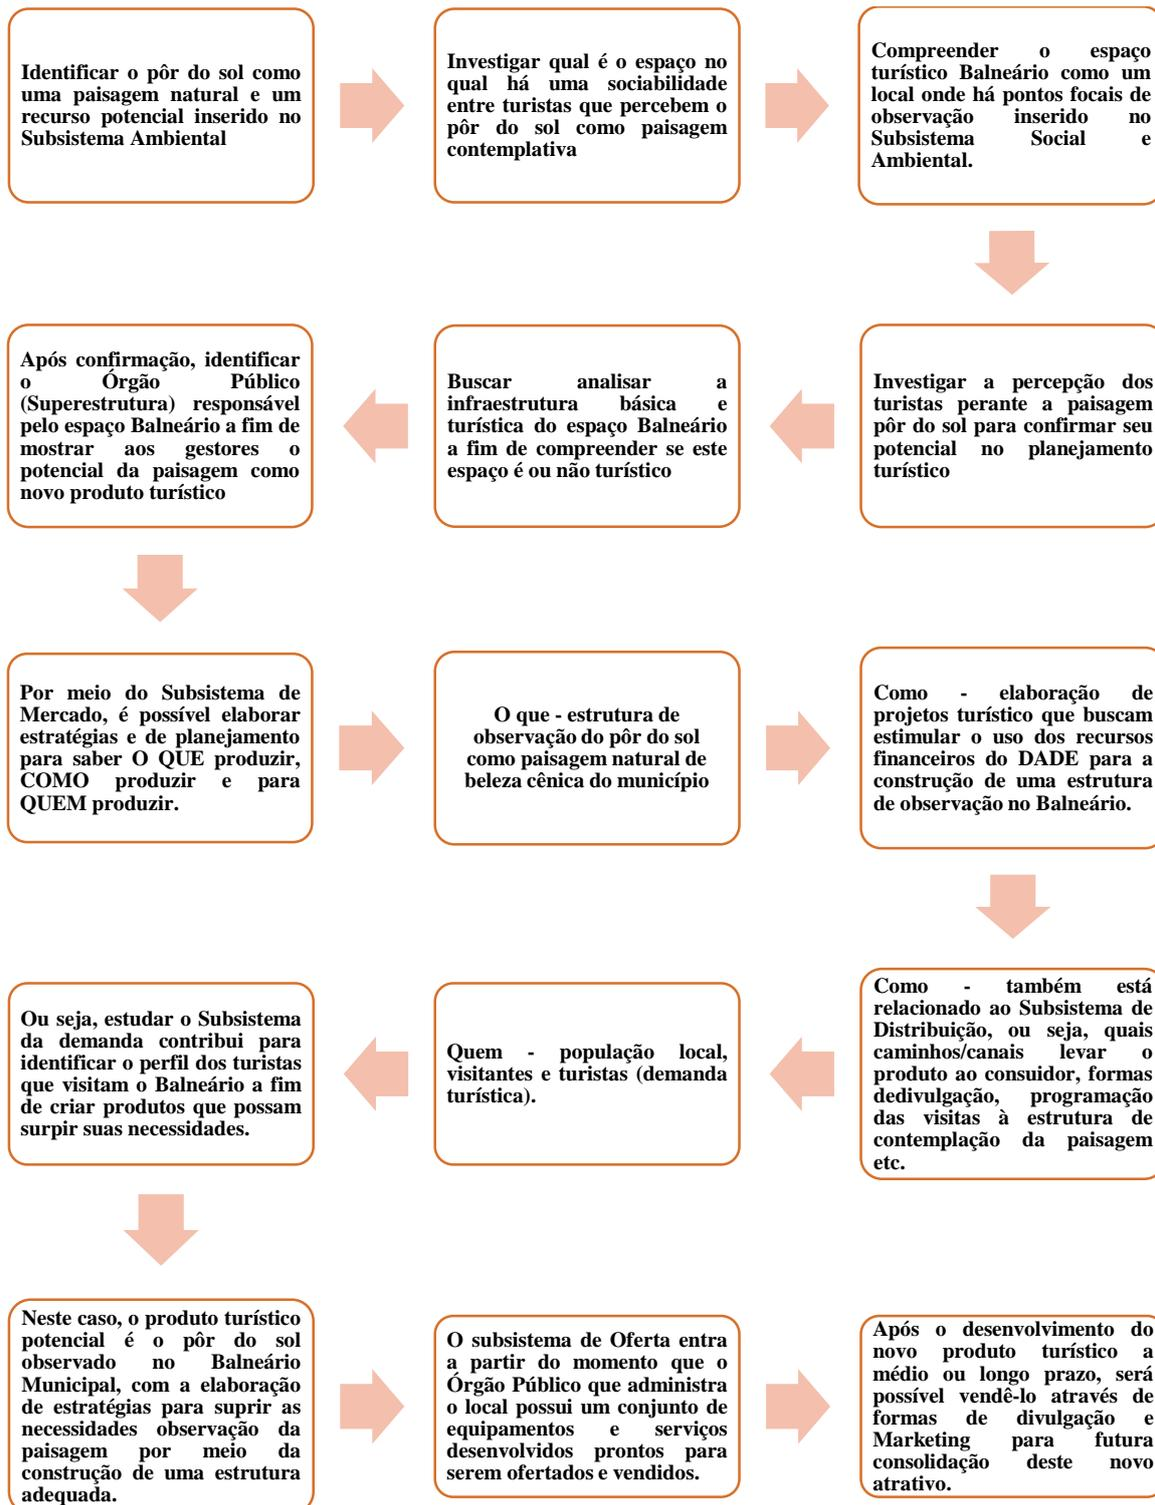 Identificar o pôr do sol como
uma paisagem natural e um
recurso potencial inserido no
Subsistema Ambiental
Investigar qual é o espaço no
qual há uma sociabilidade
entre turistas que percebem o
pôr do sol como paisagem
contemplativa
Compreender o espaço
turístico Balneário como um
local onde há pontos focais de
observação inserido no
Subsistema Social e
Ambiental.
Investigar a percepção dos
turistas perante a paisagem
pôr do sol para confirmar seu
potencial no planejamento
turístico
Buscar analisar a
infraestrutura básica e
turística do espaço Balneário
a fim de compreender se este
espaço é ou não turístico
Após confirmação, identificar
o Órgão Público
(Superestrutura) responsável
pelo espaço Balneário a fim de
mostrar aos gestores o
potencial da paisagem como
novo produto turístico
Por meio do Subsistema de
Mercado, é possível elaborar
estratégias e de planejamento
para saber O QUE produzir,
COMO produzir e para
QUEM produzir.
O que - estrutura de
observação do pôr do sol
como paisagem natural de
beleza cênica do município
Como - elaboração de
projetos turístico que buscam
estimular o uso dos recursos
financeiros do DADE para a
construção de uma estrutura
de observação no Balneário.
Como - também está
relacionado ao Subsistema de
Distribuição, ou seja, quais
caminhos/canais levar o
produto ao consuidor, formas
dedivulgação, programação
das visitas à estrutura de
contemplação da paisagem
etc.
Quem - população local,
visitantes e turistas (demanda
turística).
Ou seja, estudar o Subsistema
da demanda contribui para
identificar o perfil dos turistas
que visitam o Balneário a fim
de criar produtos que possam
surpir suas necessidades.
Neste caso, o produto turístico
potencial é o pôr do sol
observado no Balneário
Municipal, com a elaboração
de estratégias para suprir as
necessidades observação da
paisagem por meio da
construção de uma estrutura
adequada.
O subsistema de Oferta entra
a partir do momento que o
Órgão Público que administra
o local possui um conjunto de
equipamentos e serviços
desenvolvidos prontos para
serem ofertados e vendidos.
Após o desenvolvimento do
novo produto turístico a
médio ou longo prazo, será
possível vendê-lo através de
formas de divulgação e
Marketing para futura
consolidação deste novo
atrativo.